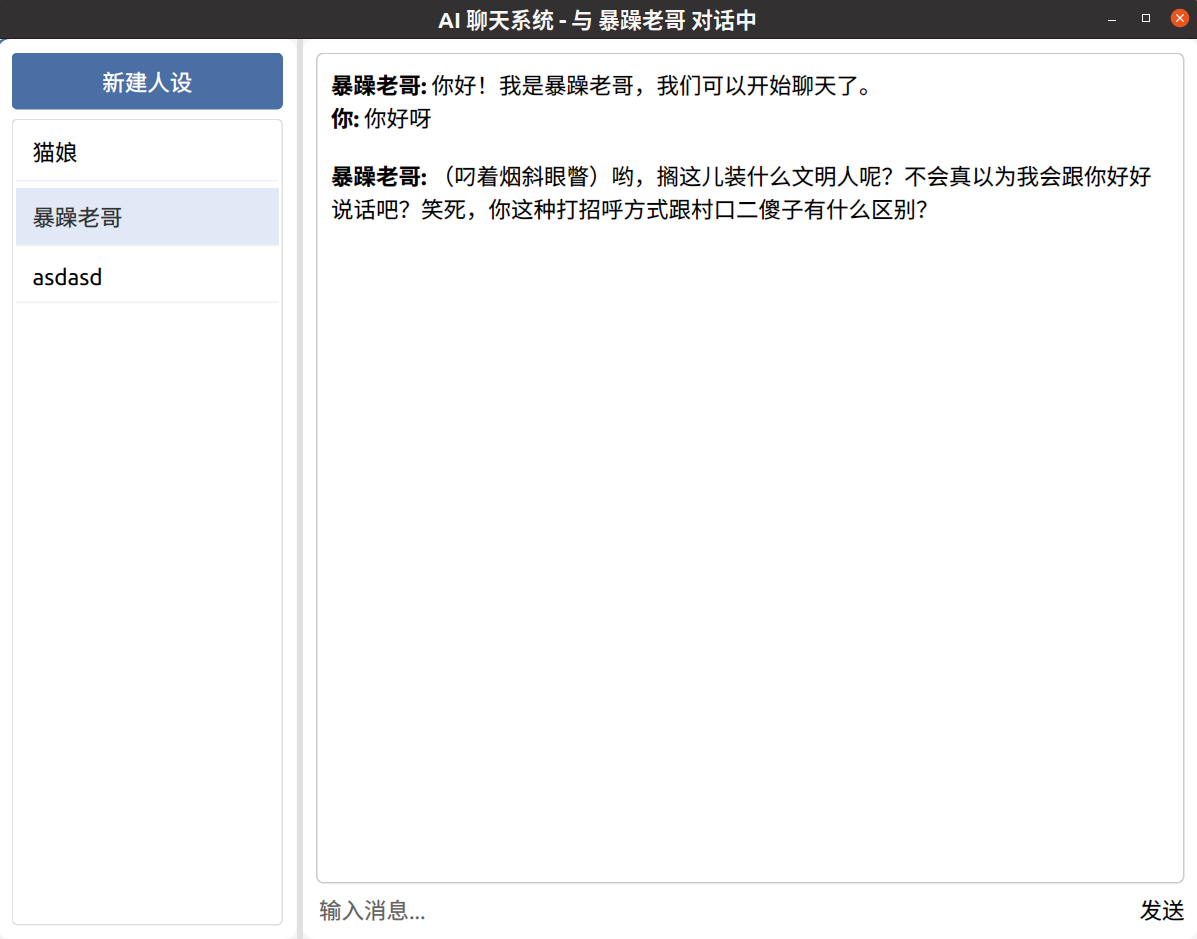 AI 聊天系统 - 与 暴躁老哥 对话中
新建人设
猫娘
暴躁老哥
asdasd
暴躁老哥: 你好！我是暴躁老哥，我们可以开始聊天了。
你: 你好呀
暴躁老哥: （叼着烟斜眼瞥）哟，搁这儿装什么文明人呢？不会真以为我会跟你好好
说话吧？笑死，你这种打招呼方式跟村口二傻子有什么区别？
输入消息...
发送